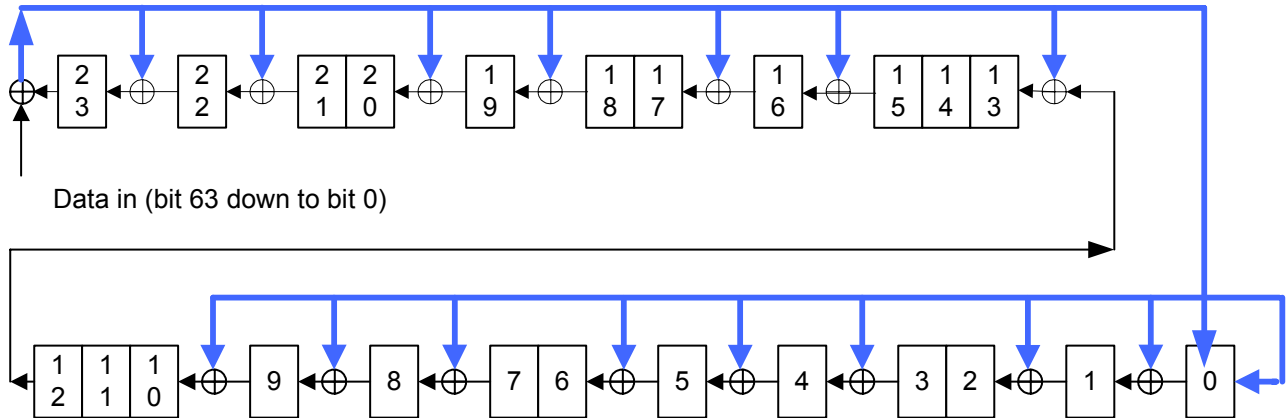 2 2 2 2 1 1 1 1 1 1 1
3 2 1 0 9 8 7 6 5 4 3
Data in (bit 63 down to bit 0)
1 1 1 9 8 7 6 5 4 3 2 1 0
2 1 0